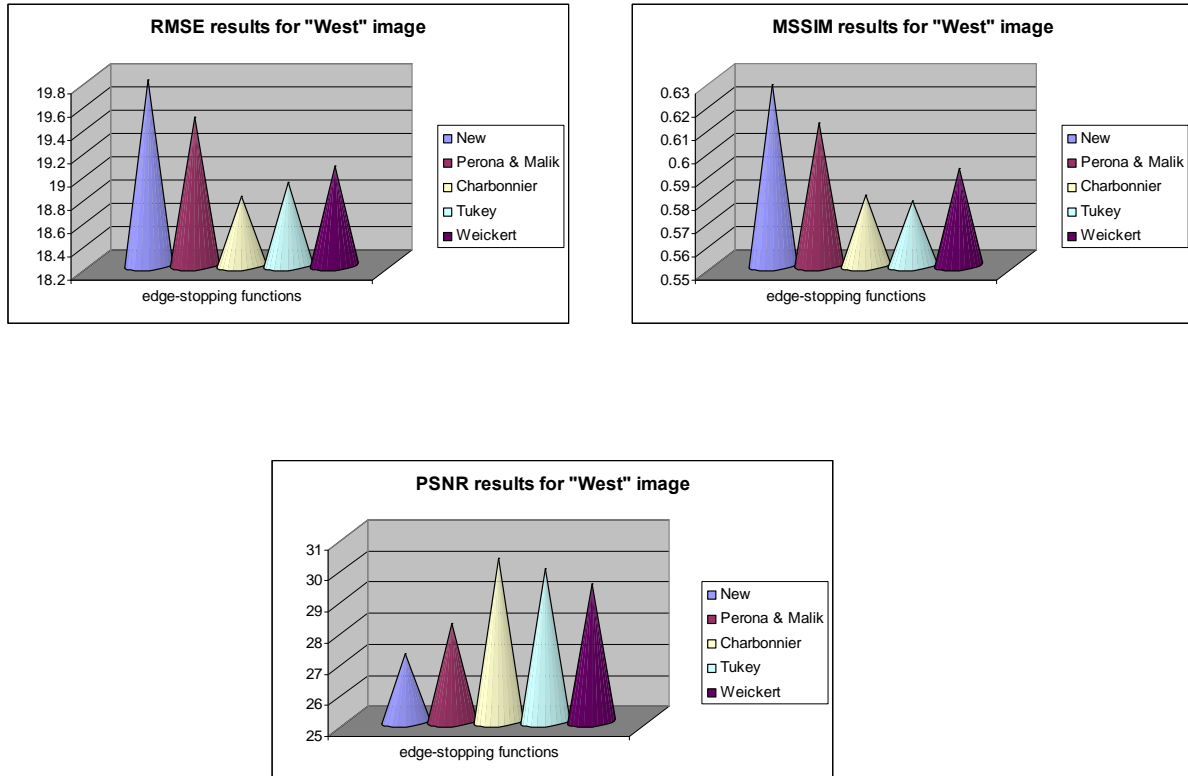 RMSE results for "West" image
19.8
19.6
19.4
19.2
19
18.8
18.6
18.4
18.2
edge-stopping functions
New
Perona & Malik
Charbonnier
Tukey
Weickert
MSSIM results for "West" image
0.63
0.62
0.61
0.6
0.59
0.58
0.57
0.56
0.55
edge-stopping functions
New
Perona & Malik
Charbonnier
Tukey
Weickert
PSNR results for "West" image
31
30
29
28
27
26
25
edge-stopping functions
New
Perona & Malik
Charbonnier
Tukey
Weickert